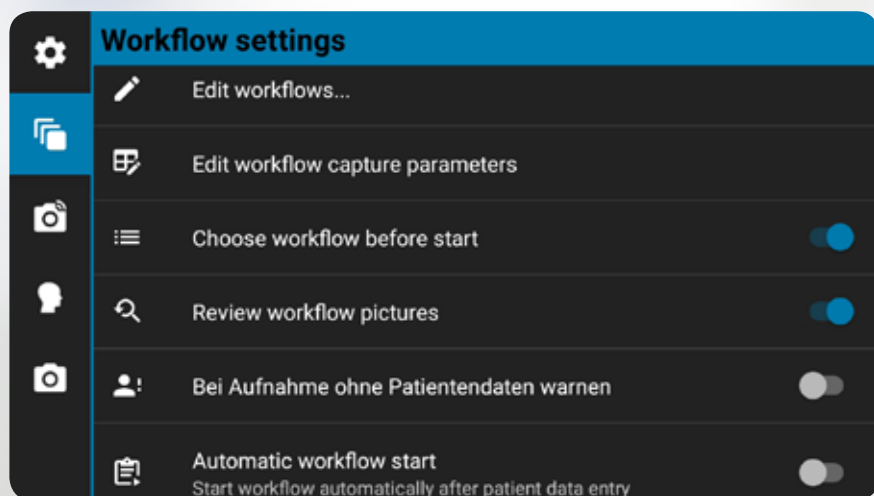 Workflow settings
Edit workflows...
Edit workflow capture parameters
Choose workflow before start
Review workflow pictures
Bei Aufnahme ohne Patientendaten warnen
Automatic workflow start
Start workflow automatically after patient data entry